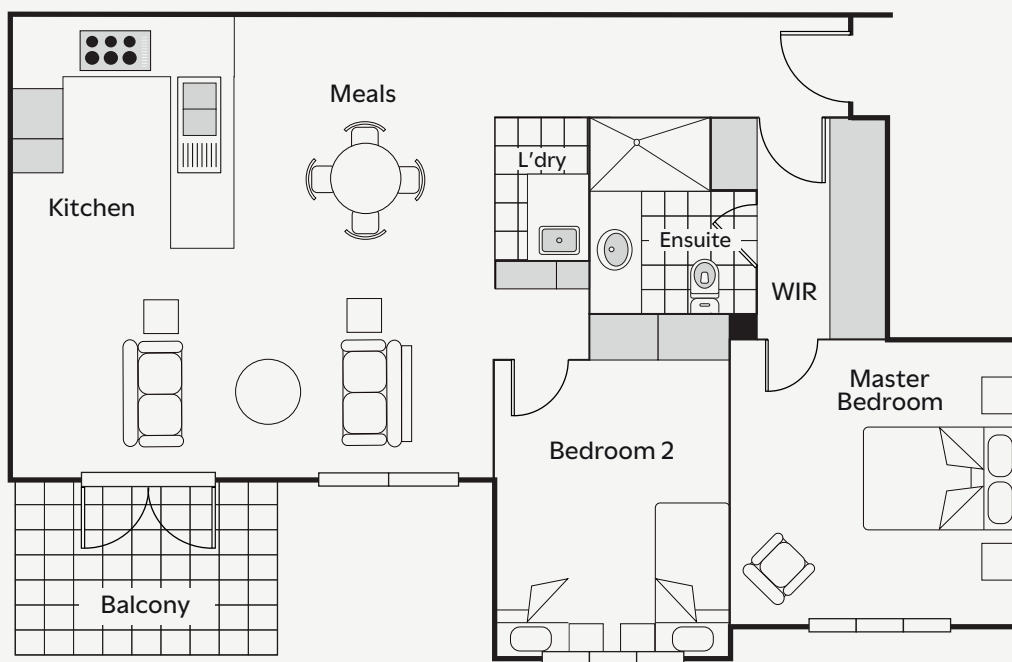 Meals
L'dry
Kitchen
Ensuite
WIR
Master
Bedroom
Bedroom 2
Balcony